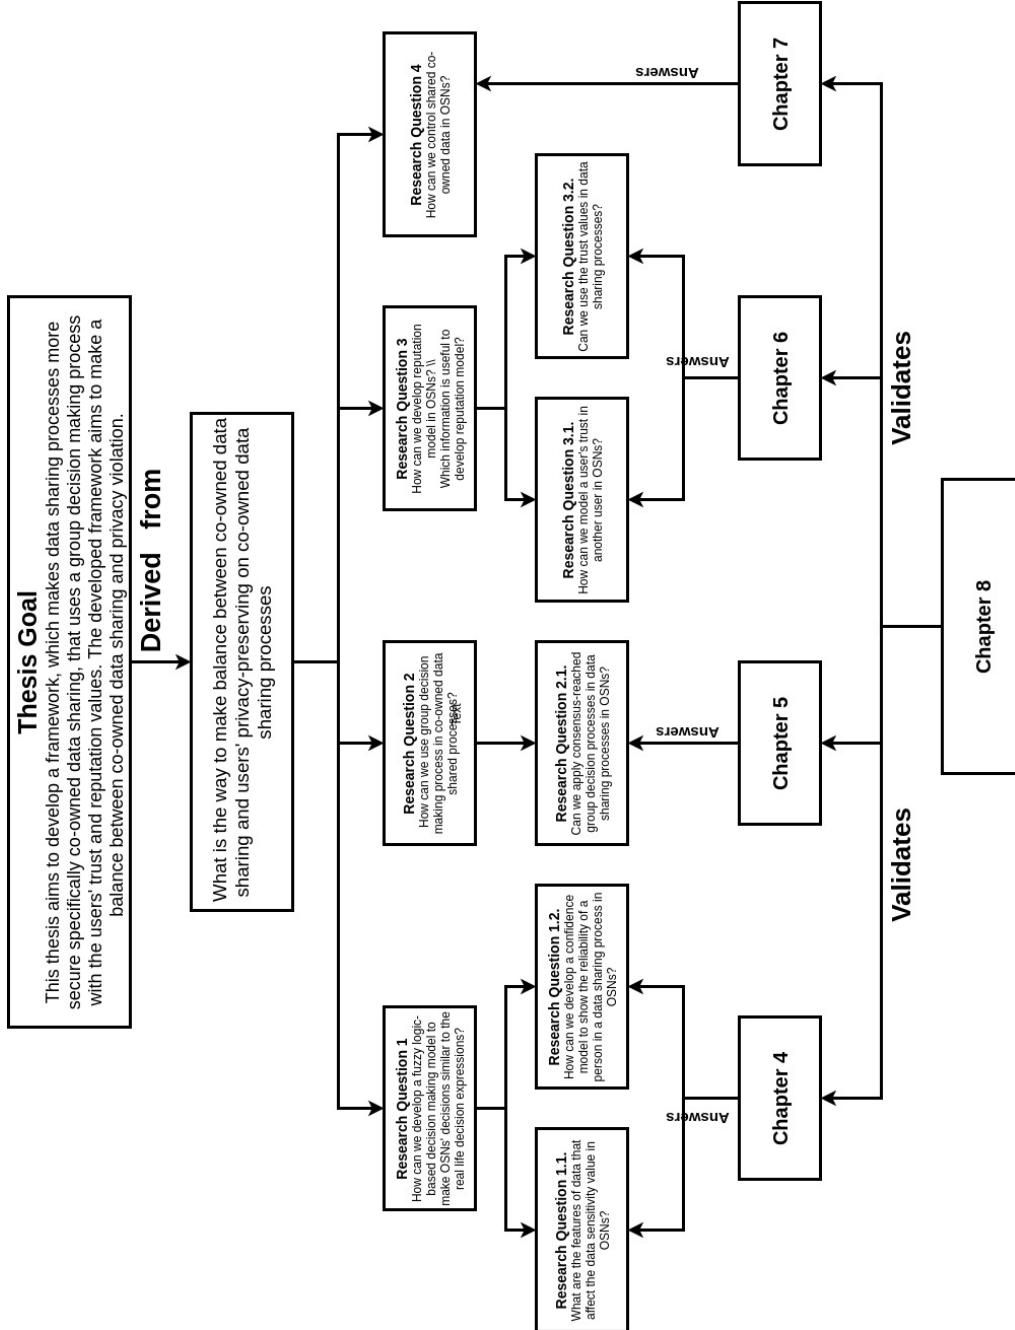 Thesis Goal
This thesis aims to develop a framework, which makes data sharing processes more
secure specifically co-owned data sharing, that uses a group decision making process
with the users' trust and reputation values. The developed framework aims to make a
balance between co-owned data sharing and privacy violation.
Derived from
What is the way to make balance between co-owned data
sharing and users' privacy-preserving on co-owned data
sharing processes
Research Question 1
How can we develop a fuzzy logic-
based decision making model to
make OSNs' decisions similar to the
real life decision expressions?
Research Question 2
How can we use group decision
making process in co-owned data
shared processes?
Text
Research Question 3
How can we develop reputation
model in OSNs? \\
Which information is useful to
develop reputation model?
Research Question 4
How can we control shared co-
owned data in OSNs?
Research Question 1.1.
What are the features of data that
affect the data sensitivity value in
OSNs?
Research Question 1.2.
How can we develop a confidence
model to show the reliability of a
person in a data sharing process in
OSNs?
Research Question 2.1.
Can we apply consensus-reached
group decision processes in data
sharing processes in OSNs?
Research Question 3.1.
How can we model a user's trust in
another user in OSNs?
Research Question 3.2.
Can we use the trust values in data
sharing processes?
Answers
Answers
Answers
Answers
Chapter 4
Chapter 5
Chapter 6
Chapter 7
Validates
Validates
Chapter 8